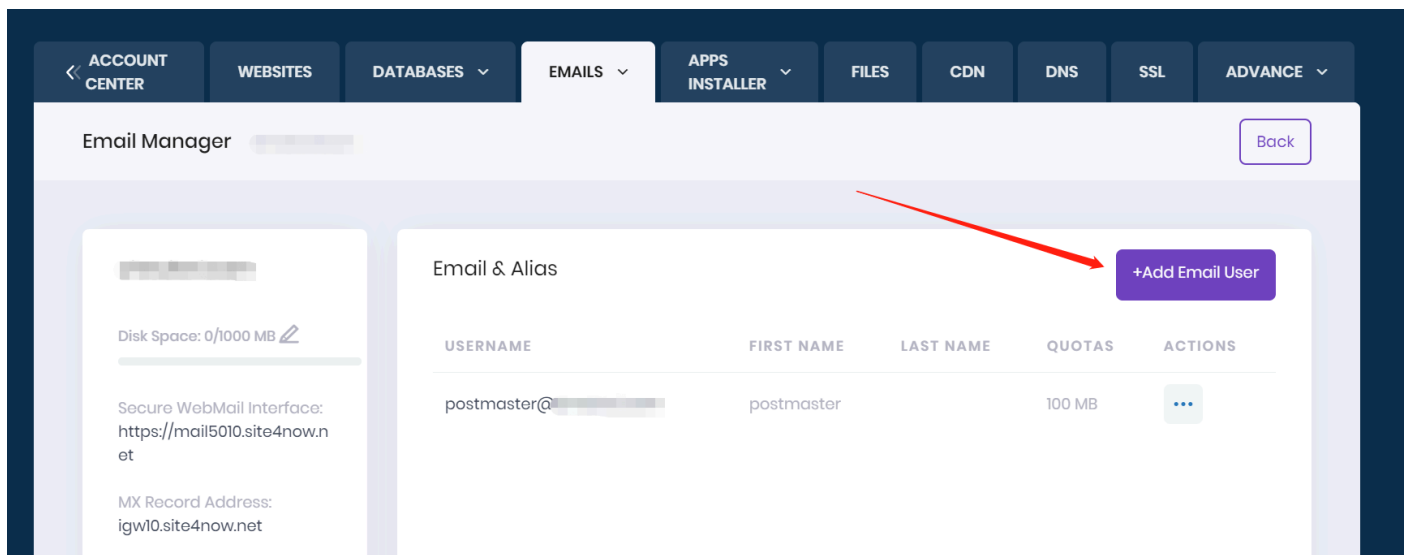 ACCOUNT
CENTER
WEBSITES
DATABASES
EMAILS
APPS
INSTALLER
FILES
CDN
DNS
SSL
ADVANCE
Email Manager
Back
Email & Alias
+Add Email User
Disk Space: 0/1000 MB
USERNAME FIRST NAME LAST NAME QUOTAS ACTIONS
postmaster@ postmaster 100 MB
Secure WebMail Interface:
https://mail5010.site4now.n
et
MX Record Address:
igw10.site4now.net